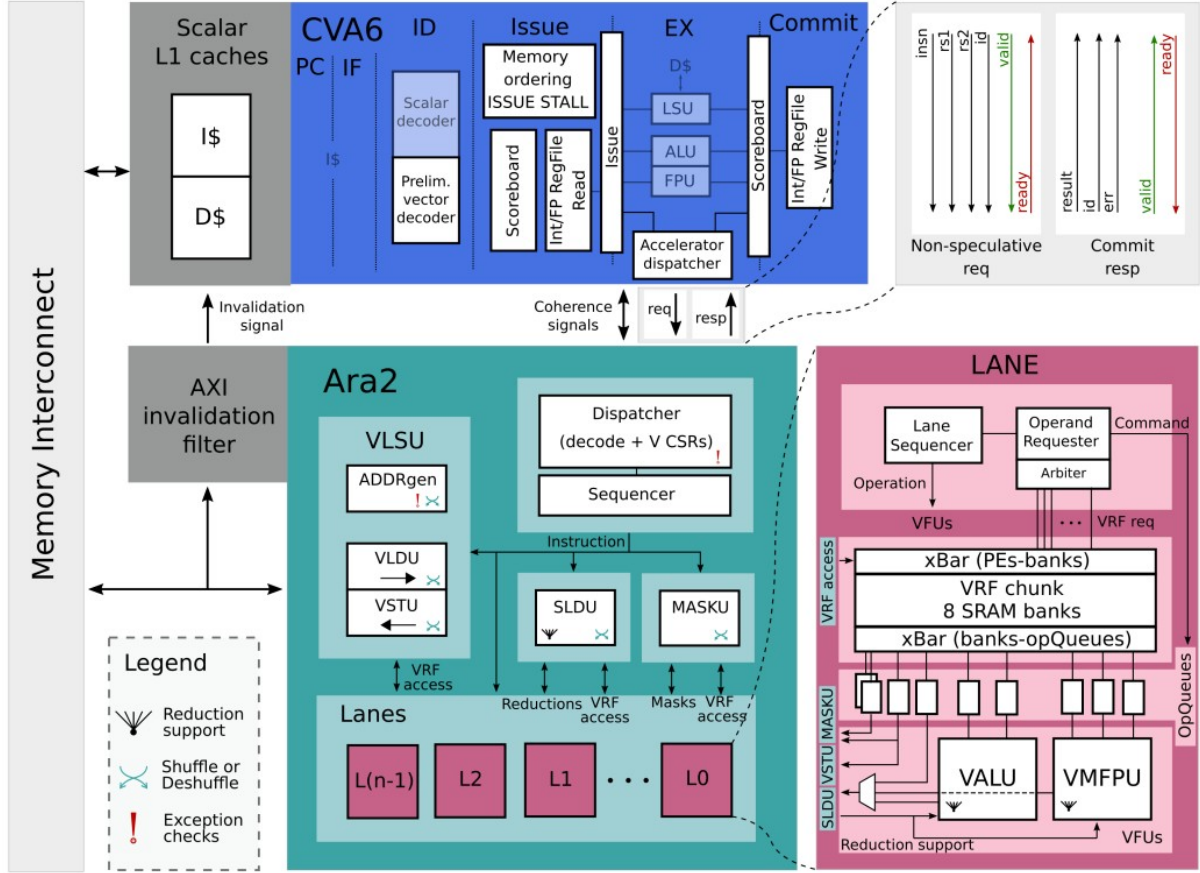 Memory Interconnect
Scalar
L1 caches
I$
D$
CVA6
PC
IF
I$
ID
Scalar
decoder
Prelim.
vector
decoder
Issue
Memory
ordering
ISSUE STALL
Scoreboard
Int/FP RegFile
Read
Issue
EX
D$
LSU
ALU
FPU
Accelerator
dispatcher
Commit
Scoreboard
Int/FP RegFile
Write
insn
rs1
rs2
id
valid
ready
Non-speculative
req
result
id
err
valid
ready
Commit
resp
Invalidation
signal
Coherence
signals
req
resp
AXI
invalidation
filter
Ara2
VLSU
ADDRgen
!
VLDU
VSTU
Dispatcher
(decode + V CSRs)
!
Sequencer
Instruction
SLDU
MASKU
VRF
access
Reductions
VRF
access
Masks
VRF
access
Lanes
L(n-1)
L2
L1
• • •
L0
Legend
Reduction
support
Shuffle or
Deshuffle
!
Exception
checks
LANE
Lane
Sequencer
Operand
Requester
Arbiter
Command
Operation
VFUs
• • •
VRF req
VRF access
xBar (PEs-banks)
VRF chunk
8 SRAM banks
xBar (banks-opQueues)
OpQueues
MASKU
VSTU
SLDU
VALU
VMFPU
Reduction support
VFUs